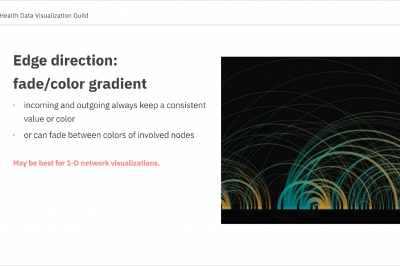 Health Data Visualization Guild
Edge direction:
fade/color gradient
· incoming and outgoing always keep a consistent
value or color
· or can fade between colors of involved nodes
May be best for 1-D network visualizations.